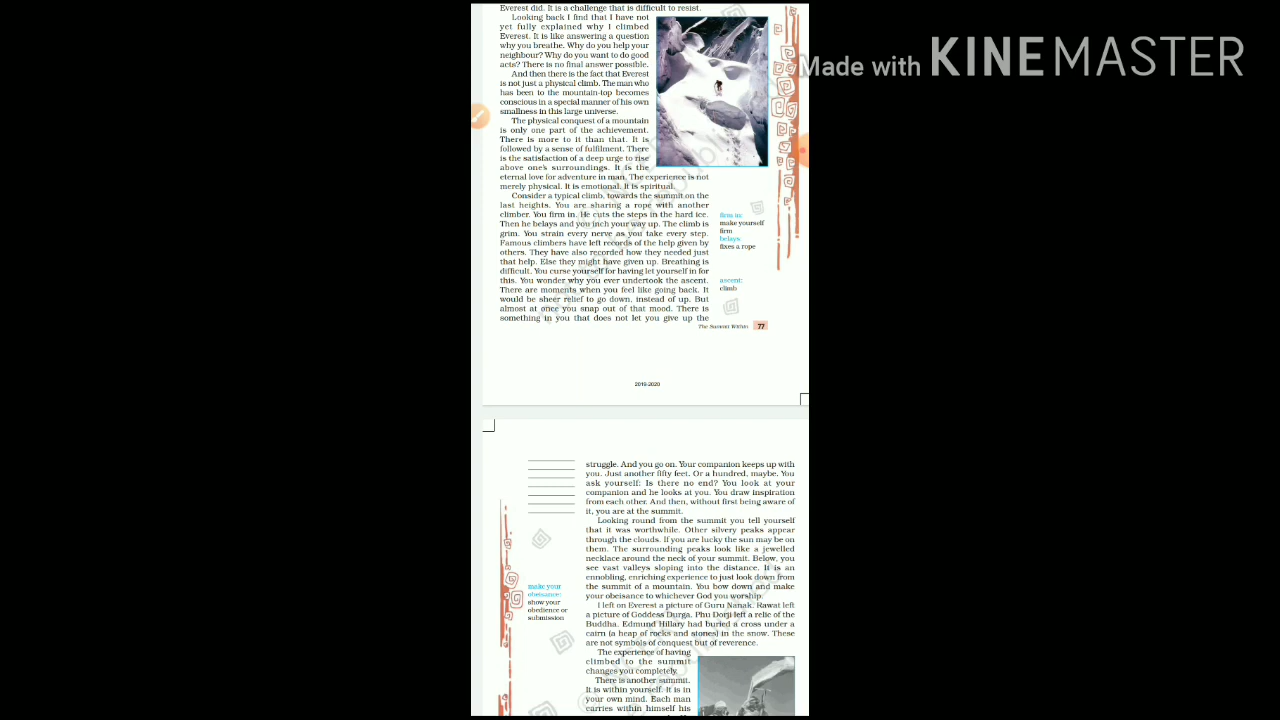 Everest did. It is a challenge that is difficult to resist.
Looking back I find that I have not
yet fully explained why I climbed
Everest. It is like answering a question
why you breathe. Why do you help your
neighbour? Why do you want to do good
acts? There is no final answer possible.
And then there is the fact that Everest
is not just a physical climb. The man who
has been to the mountain-top becomes
conscious in a special manner of his own
smallness in this large universe.
The physical conquest of a mountain
is only one part of the achievement.
There is more to it than that. It is
followed by a sense of fulfilment. There
is the satisfaction of a deep urge to rise
above one's surroundings. It is the
eternal love for adventure in man. The experience is not
merely physical. It is emotional. It is spiritual.
Consider a typical climb, towards the summit on the
last heights. You are sharing a rope with another
climber. You firm in. He cuts the steps in the hard ice.
Then he belays and you inch your way up. The climb is
grim. You strain every nerve as you take every step.
Famous climbers have left records of the help given by
others. They have also recorded how they needed just
that help. Else they might have given up. Breathing is
difficult. You curse yourself for having let yourself in for
this. You wonder why you ever undertook the ascent.
There are moments when you feel like going back. It
would be sheer relief to go down, instead of up. But
almost at once you snap out of that mood. There is
something in you that does not let you give up the
firm in:
make yourself
firm
belays:
fixes a rope
ascent:
climb
The Summit Within 77
2019-2020
Made with KINEMASTER
struggle. And you go on. Your companion keeps up with
you. Just another fifty feet. Or a hundred, maybe. You
ask yourself: Is there no end? You look at your
companion and he looks at you. You draw inspiration
from each other. And then, without first being aware of
it, you are at the summit.
Looking round from the summit you tell yourself
that it was worthwhile. Other silvery peaks appear
through the clouds. If you are lucky the sun may be on
them. The surrounding peaks look like a jewelled
necklace around the neck of your summit. Below, you
see vast valleys sloping into the distance. It is an
ennobling, enriching experience to just look down from
the summit of a mountain. You bow down and make
your obeisance to whichever God you worship.
I left on Everest a picture of Guru Nanak. Rawat left
a picture of Goddess Durga. Phu Dorji left a relic of the
Buddha. Edmund Hillary had buried a cross under a
cairn (a heap of rocks and stones) in the snow. These
are not symbols of conquest but of reverence.
The experience of having
climbed to the summit
changes you completely.
There is another summit.
It is within yourself. It is in
your own mind. Each man
carries within himself his
make your
obeisance:
show your
obedience or
submission